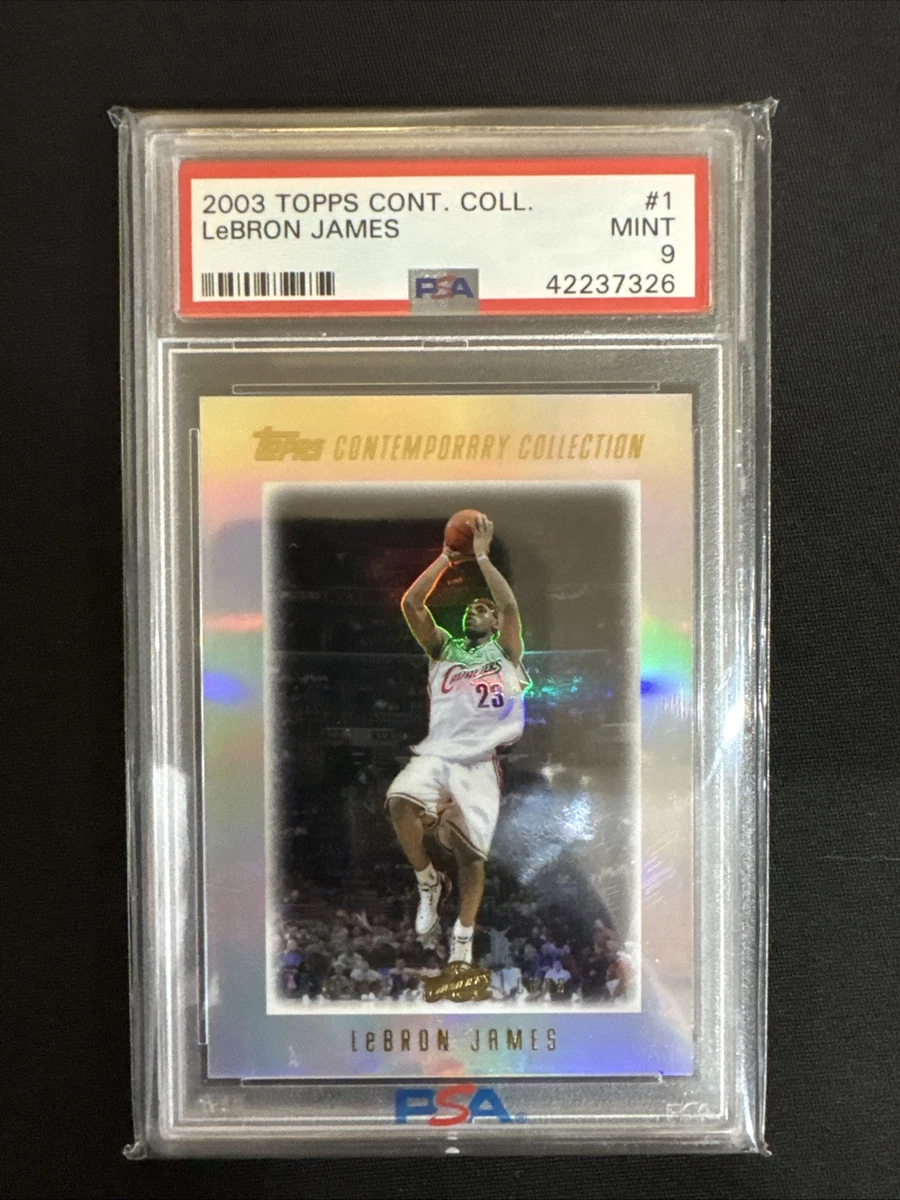 2003 TOPPS CONT. COLL. #1
LeBRON JAMES MINT
9
PSA 42237326
TOPPS CONTEMPORARY COLLECTION
CAVALIERS
23
LeBRON JAMES
PSA